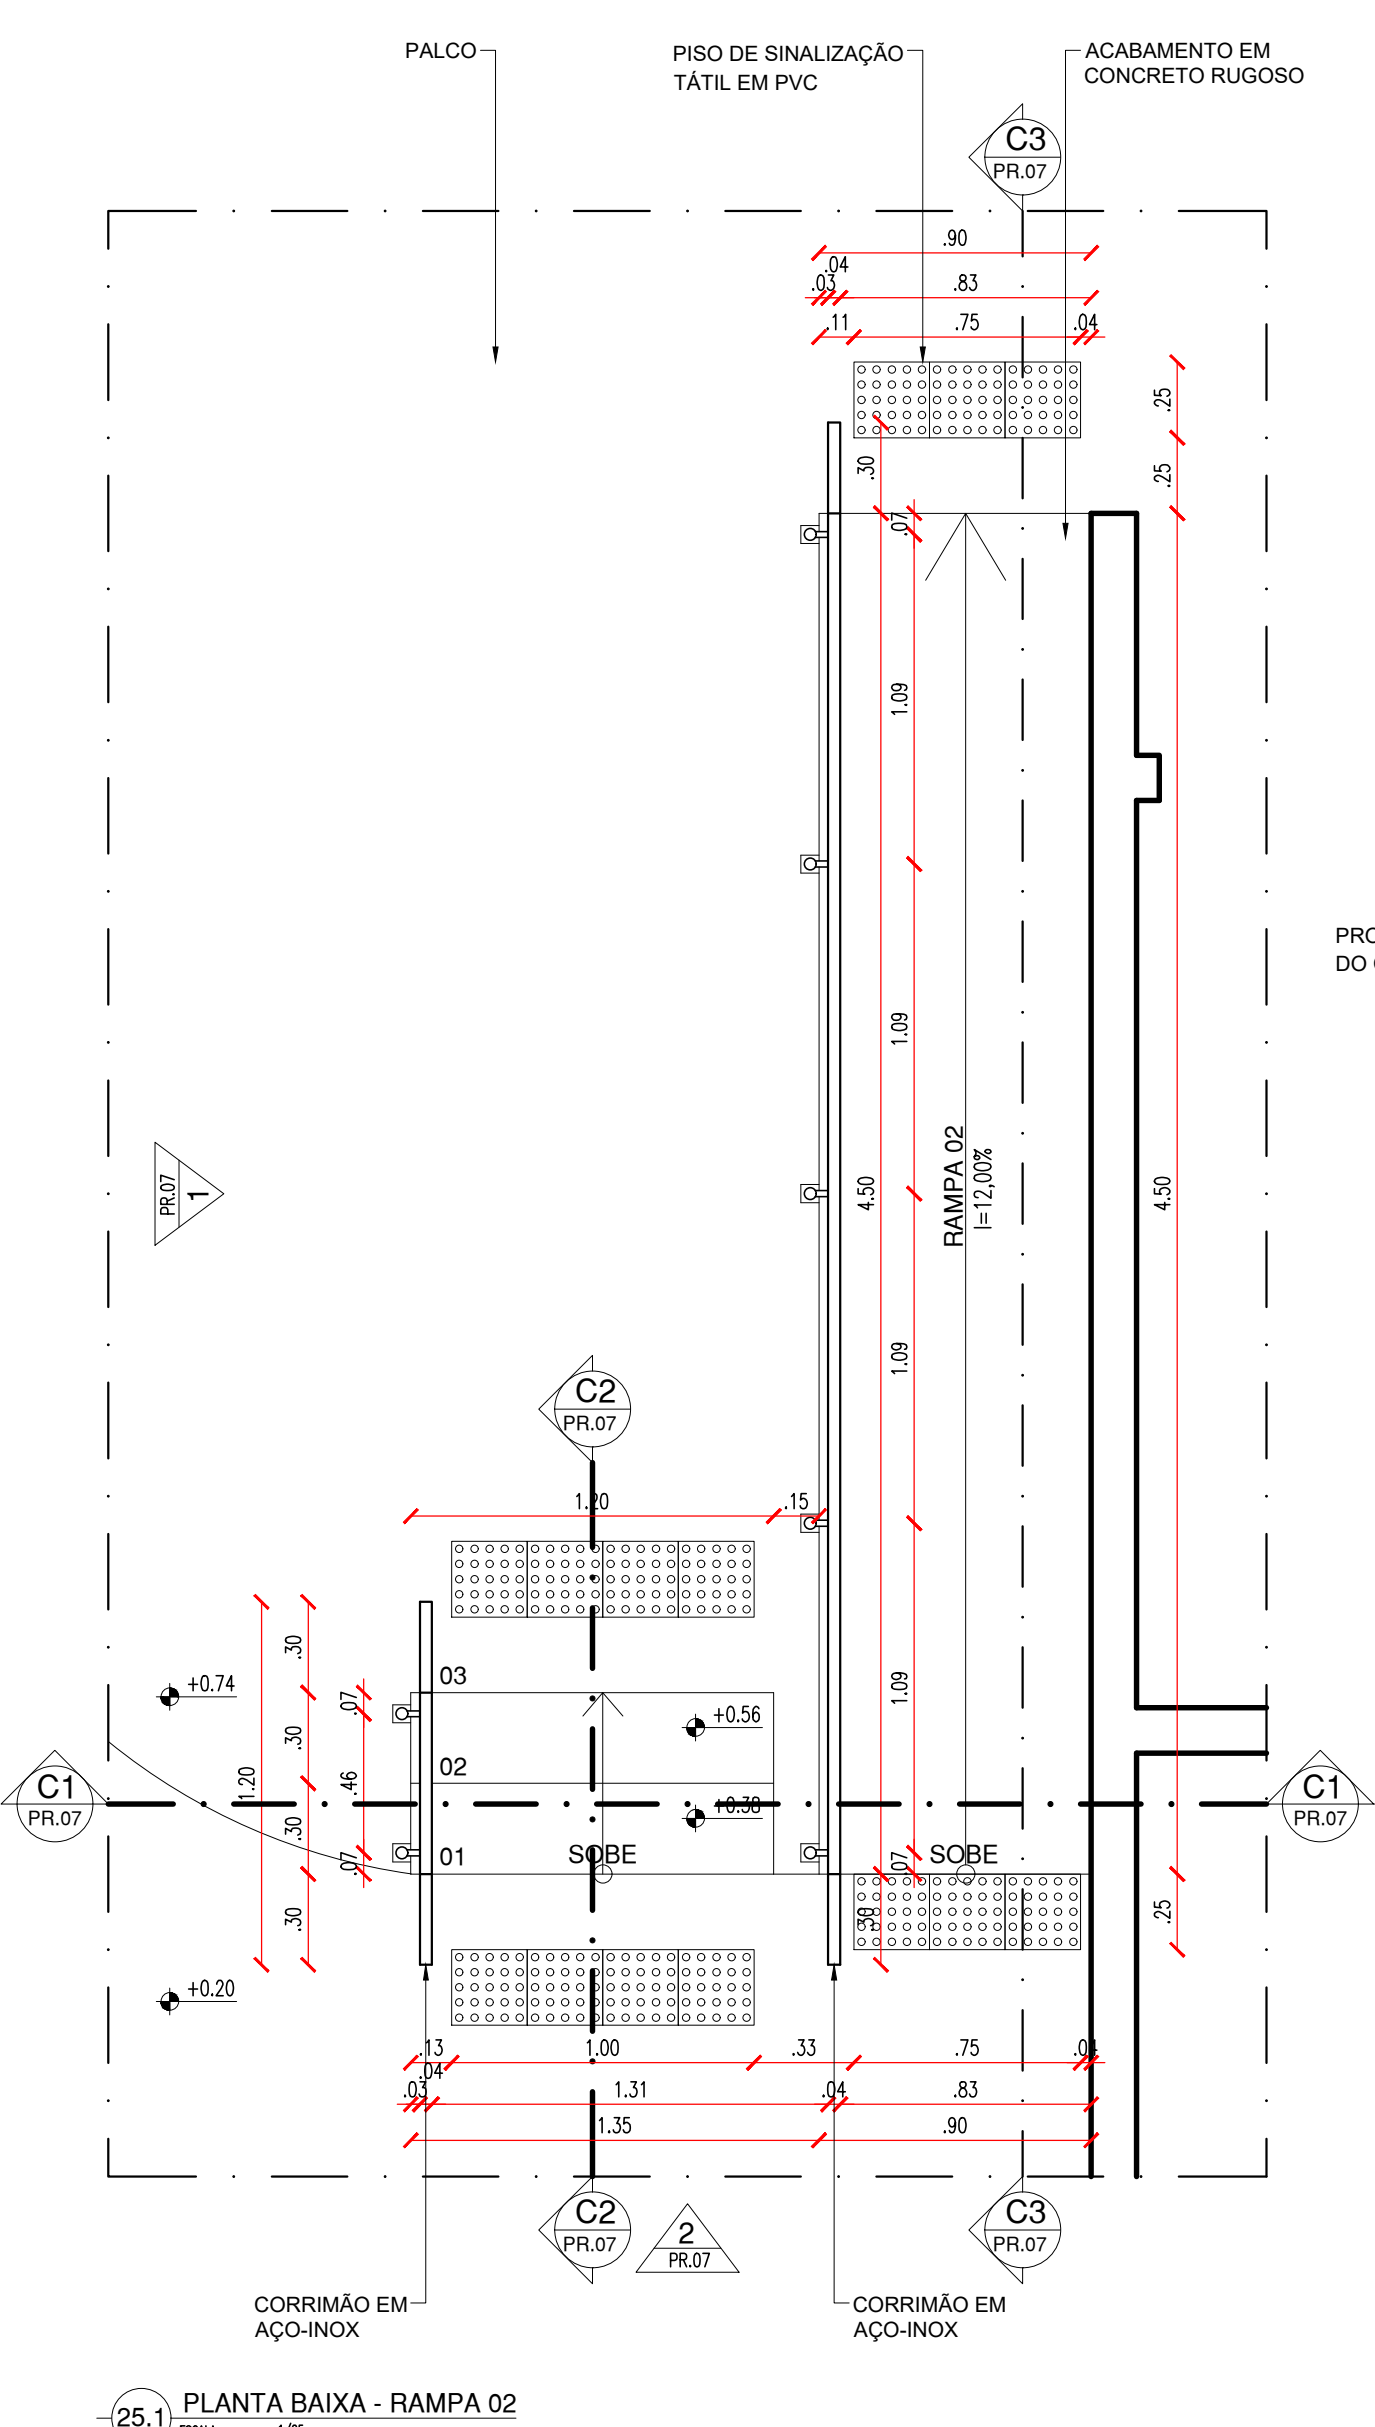 PALCO
PISO DE SINALIZAÇÃO
TÁTIL EM PVC
ACABAMENTO EM
CONCRETO RUGOSO
C3
PR.07
.90
.04
.03
.83
.11
.75
.04
.25
.30
.25
.07
1.09
1.09
PR.07
1
4.50
RAMPA 02
I=12,00%
4.50
1.09
C2
PR.07
1.20
.15
.30
03
.07
1.09
+0.74
+0.56
.30
02
1.20
.46
C1
PR.07
+0.38
C1
PR.07
.30
01
.07
SOBE
.07
SOBE
.30
.30
.25
+0.20
.13
1.00
.33
.75
.04
.04
.03
1.31
.04
.83
1.35
.90
C2
PR.07
2
PR.07
C3
PR.07
CORRIMÃO EM
AÇO-INOX
CORRIMÃO EM
AÇO-INOX
25.1
PLANTA BAIXA - RAMPA 02